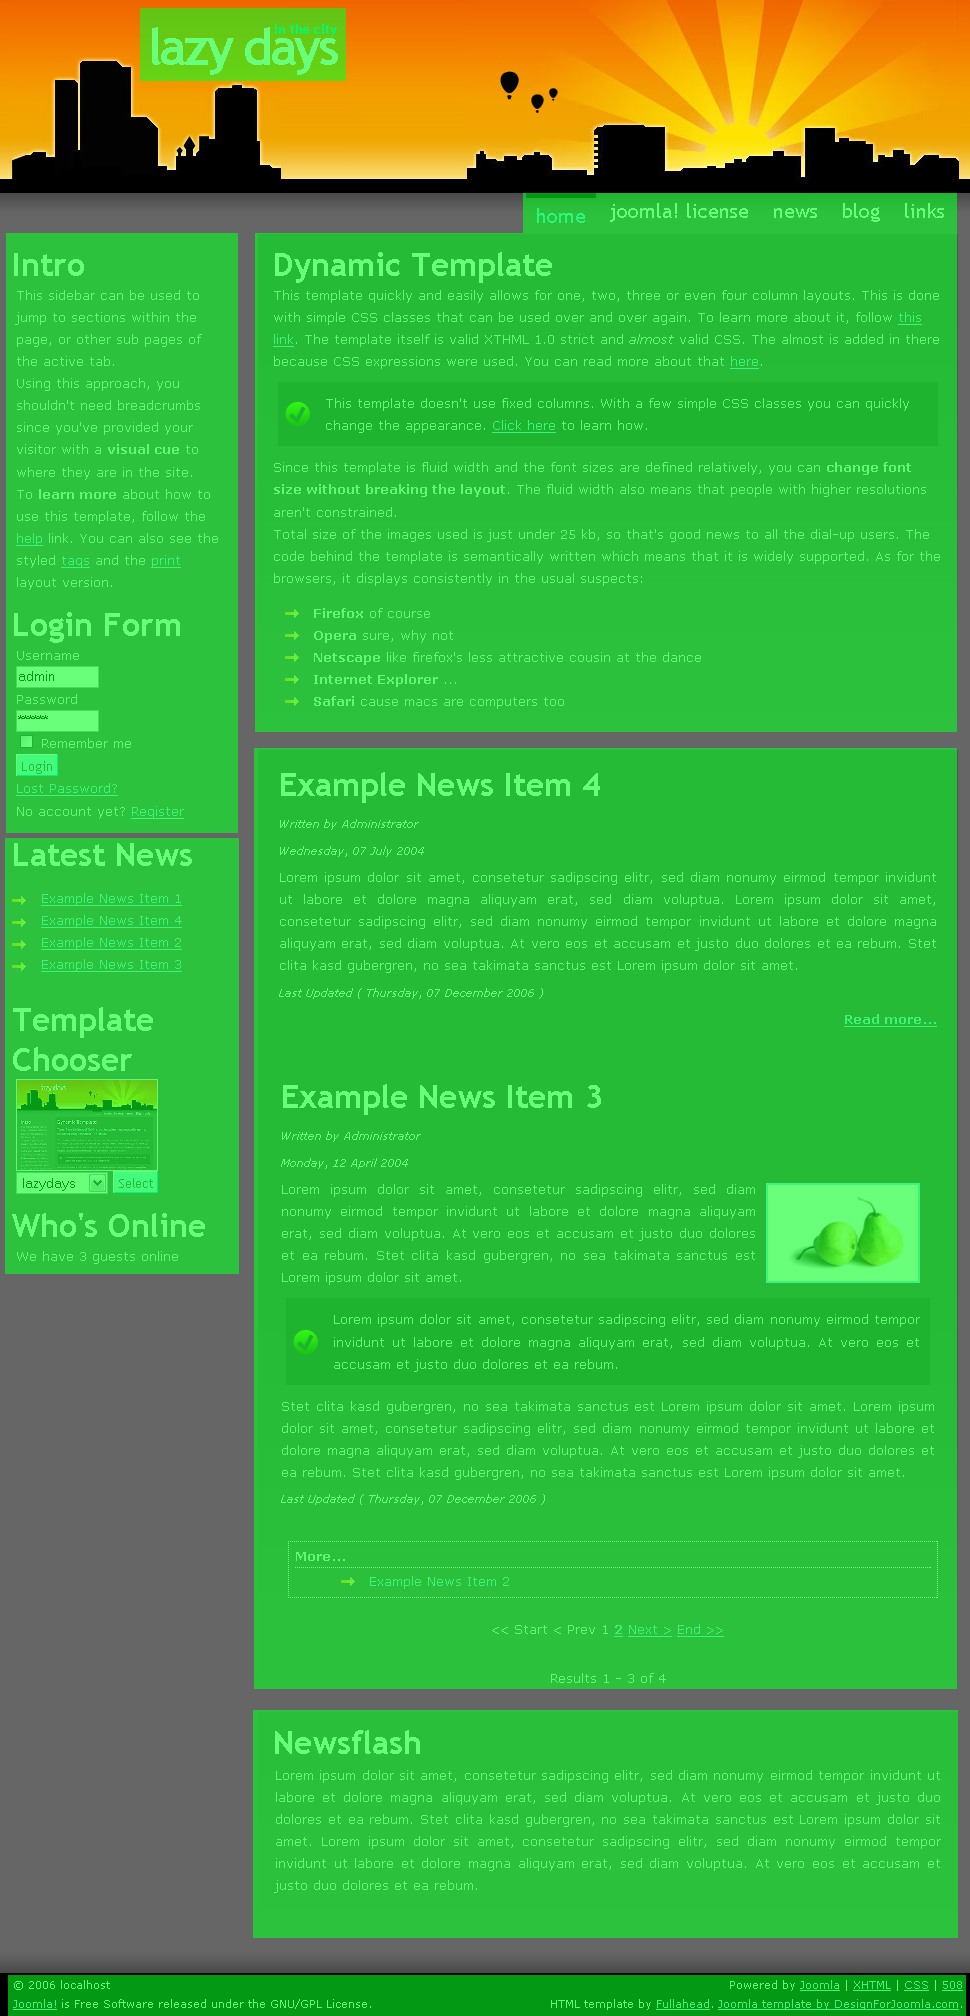 in the city
lazy days
home joomla! license news blog links
Intro
This sidebar can be used to
jump to sections within the
page, or other sub pages of
the active tab.
Using this approach, you
shouldn't need breadcrumbs
since you've provided your
visitor with a visual cue to
where they are in the site.
To learn more about how to
use this template, follow the
help link. You can also see the
styled tags and the print
layout version.
Login Form
Username
admin
Password
******
Remember me
Login
Lost Password?
No account yet? Register
Latest News
Example News Item 1
Example News Item 4
Example News Item 2
Example News Item 3
Template
Chooser
lazy days
lazydays Select
Who's Online
We have 3 guests online
Dynamic Template
This template quickly and easily allows for one, two, three or even four column layouts. This is done
with simple CSS classes that can be used over and over again. To learn more about it, follow this
link. The template itself is valid XTHML 1.0 strict and almost valid CSS. The almost is added in there
because CSS expressions were used. You can read more about that here.
This template doesn't use fixed columns. With a few simple CSS classes you can quickly
change the appearance. Click here to learn how.
Since this template is fluid width and the font sizes are defined relatively, you can change font
size without breaking the layout. The fluid width also means that people with higher resolutions
aren't constrained.
Total size of the images used is just under 25 kb, so that's good news to all the dial-up users. The
code behind the template is semantically written which means that it is widely supported. As for the
browsers, it displays consistently in the usual suspects:
Firefox of course
Opera sure, why not
Netscape like firefox's less attractive cousin at the dance
Internet Explorer ...
Safari cause macs are computers too
Example News Item 4
Written by Administrator
Wednesday, 07 July 2004
Lorem ipsum dolor sit amet, consetetur sadipscing elitr, sed diam nonumy eirmod tempor invidunt
ut labore et dolore magna aliquyam erat, sed diam voluptua. Lorem ipsum dolor sit amet,
consetetur sadipscing elitr, sed diam nonumy eirmod tempor invidunt ut labore et dolore magna
aliquyam erat, sed diam voluptua. At vero eos et accusam et justo duo dolores et ea rebum. Stet
clita kasd gubergren, no sea takimata sanctus est Lorem ipsum dolor sit amet.
Last Updated ( Thursday, 07 December 2006 )
Read more...
Example News Item 3
Written by Administrator
Monday, 12 April 2004
Lorem ipsum dolor sit amet, consetetur sadipscing elitr, sed diam
nonumy eirmod tempor invidunt ut labore et dolore magna aliquyam
erat, sed diam voluptua. At vero eos et accusam et justo duo dolores
et ea rebum. Stet clita kasd gubergren, no sea takimata sanctus est
Lorem ipsum dolor sit amet.
Lorem ipsum dolor sit amet, consetetur sadipscing elitr, sed diam nonumy eirmod tempor
invidunt ut labore et dolore magna aliquyam erat, sed diam voluptua. At vero eos et
accusam et justo duo dolores et ea rebum.
Stet clita kasd gubergren, no sea takimata sanctus est Lorem ipsum dolor sit amet. Lorem ipsum
dolor sit amet, consetetur sadipscing elitr, sed diam nonumy eirmod tempor invidunt ut labore et
dolore magna aliquyam erat, sed diam voluptua. At vero eos et accusam et justo duo dolores et
ea rebum. Stet clita kasd gubergren, no sea takimata sanctus est Lorem ipsum dolor sit amet.
Last Updated ( Thursday, 07 December 2006 )
More...
Example News Item 2
<< Start < Prev 1 2 Next > End >>
Results 1 - 3 of 4
Newsflash
Lorem ipsum dolor sit amet, consetetur sadipscing elitr, sed diam nonumy eirmod tempor invidunt ut
labore et dolore magna aliquyam erat, sed diam voluptua. At vero eos et accusam et justo duo
dolores et ea rebum. Stet clita kasd gubergren, no sea takimata sanctus est Lorem ipsum dolor sit
amet. Lorem ipsum dolor sit amet, consetetur sadipscing elitr, sed diam nonumy eirmod tempor
invidunt ut labore et dolore magna aliquyam erat, sed diam voluptua. At vero eos et accusam et
justo duo dolores et ea rebum.
© 2006 localhost Powered by Joomla | XHTML | CSS | 508
Joomla! is Free Software released under the GNU/GPL License. HTML template by Fullahead. Joomla template by DesignForJoomla.com.